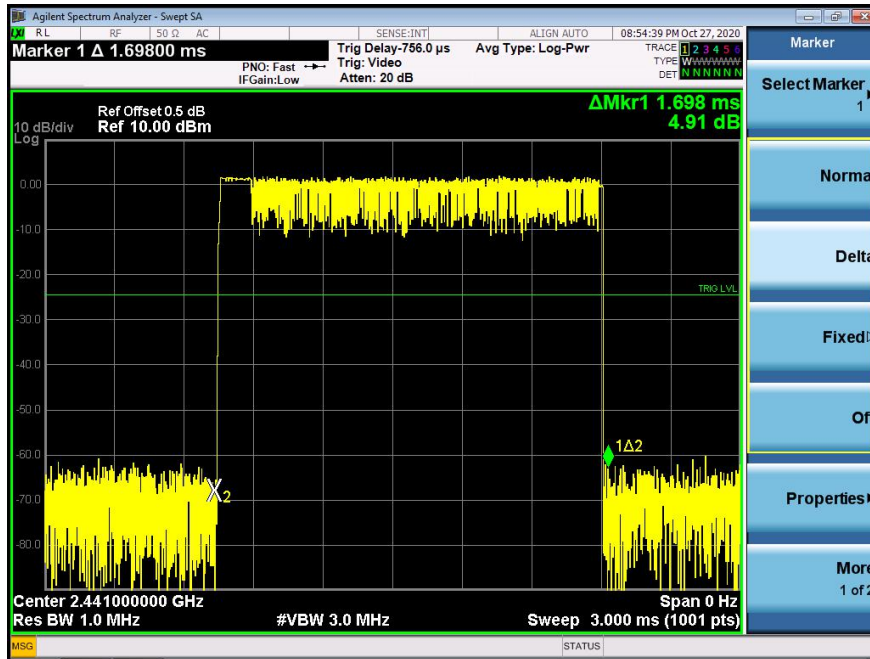 Agilent Spectrum Analyzer - Swept SA
LXI RL RF 50 Ω AC SENSE:INT ALIGN AUTO 08:54:39 PM Oct 27, 2020
Marker 1 Δ 1.69800 ms
PNO: Fast
IFGain:Low
Trig Delay-756.0 µs
Trig: Video
Atten: 20 dB
Avg Type: Log-Pwr
TRACE 1 2 3 4 5 6
TYPE WWWWWW
DET N N N N N N
Marker
Select Marker
1
Norma
Delta
Fixed
Of
Properties
More
1 of 2
ΔMkr1 1.698 ms
4.91 dB
Ref Offset 0.5 dB
10 dB/div Ref 10.00 dBm
Log
0.00
-10.0
-20.0
TRIG LVL
-30.0
-40.0
-50.0
-60.0
1Δ2
-70.0
2
-80.0
Center 2.441000000 GHz Span 0 Hz
Res BW 1.0 MHz #VBW 3.0 MHz Sweep 3.000 ms (1001 pts)
MSG STATUS